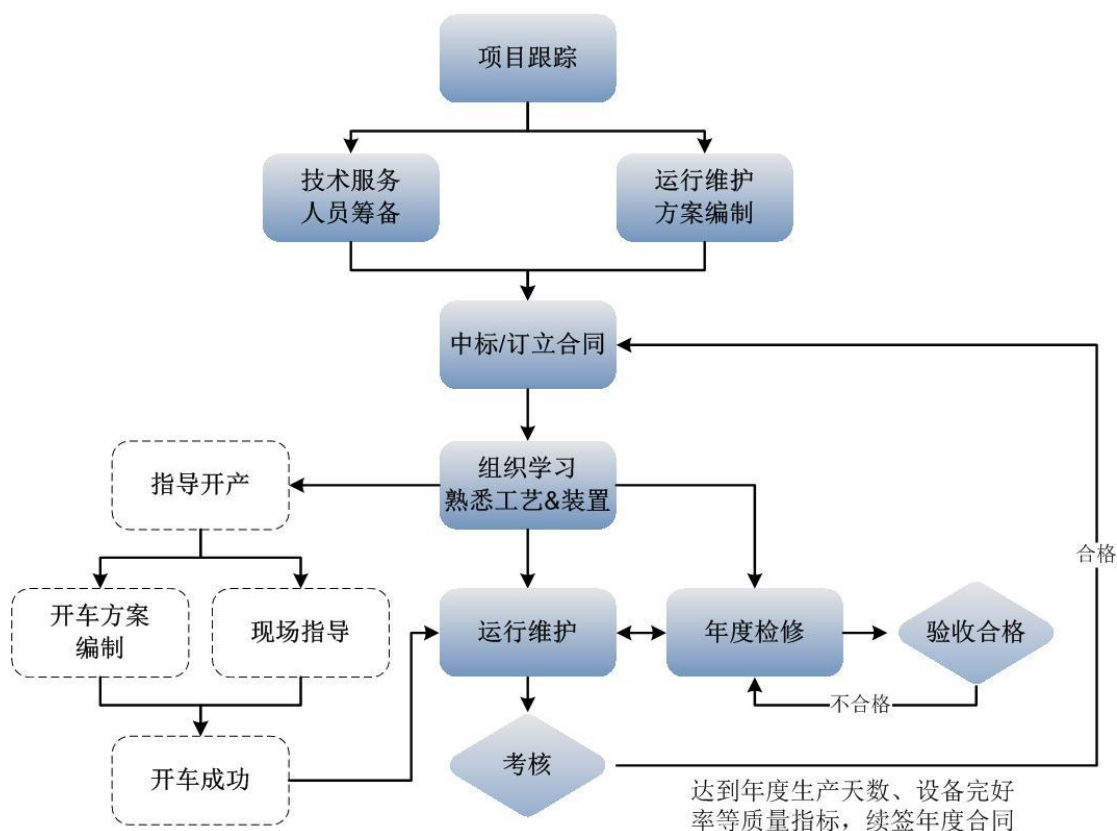 项目跟踪
技术服务
人员筹备
运行维护
方案编制
中标/订立合同
组织学习
熟悉工艺&装置
指导开产
合格
开车方案
编制
现场指导
运行维护
年度检修
验收合格
不合格
开车成功
考核
达到年度生产天数、设备完好
率等质量指标，续签年度合同